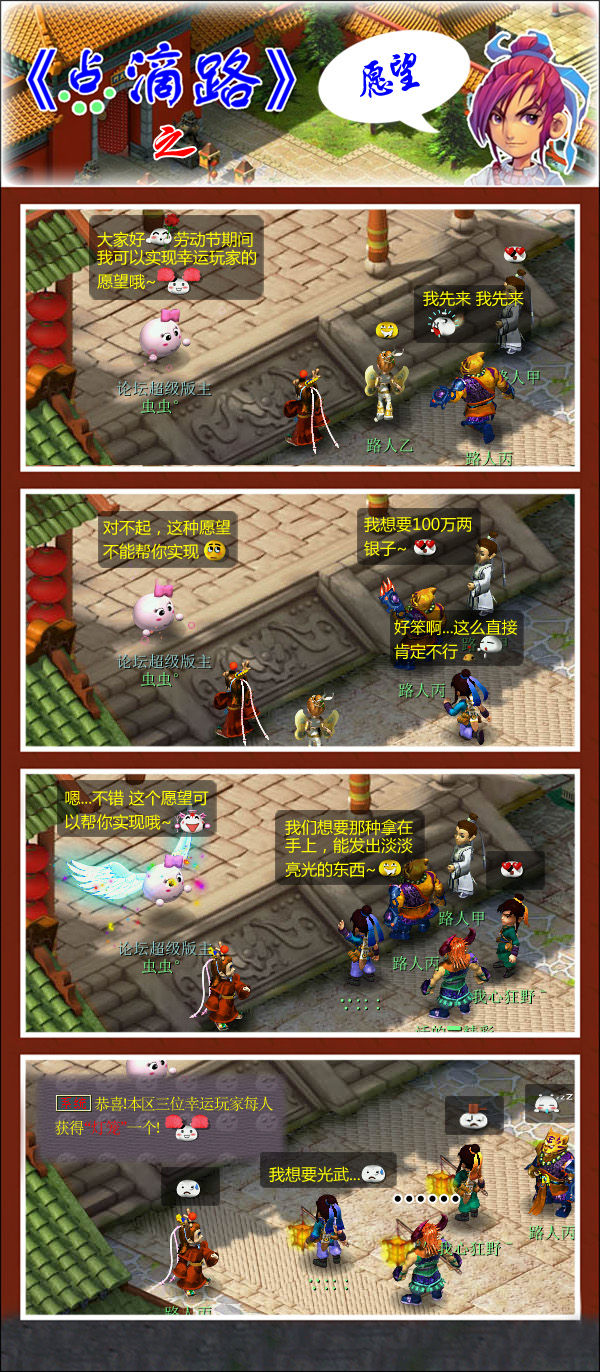 《点滴路》
之
愿望
大家好 劳动节期间
我可以实现幸运玩家的
愿望哦~
我先来 我先来
论坛超级版主
虫虫°
路人甲
路人乙
路人丙
对不起，这种愿望
不能帮你实现
我想要100万两
银子~
好笨啊...这么直接
肯定不行
论坛超级版主
虫虫°
路人丙
嗯...不错 这个愿望可
以帮你实现哦~
我们想要那种拿在
手上，能发出淡淡
亮光的东西~
论坛超级版主
虫虫°
路人甲
路人丙
我心狂野
恭喜!本区三位幸运玩家每人
获得“灯笼”一个!
我想要光武...
●●●●●●
我心狂野
路人丙